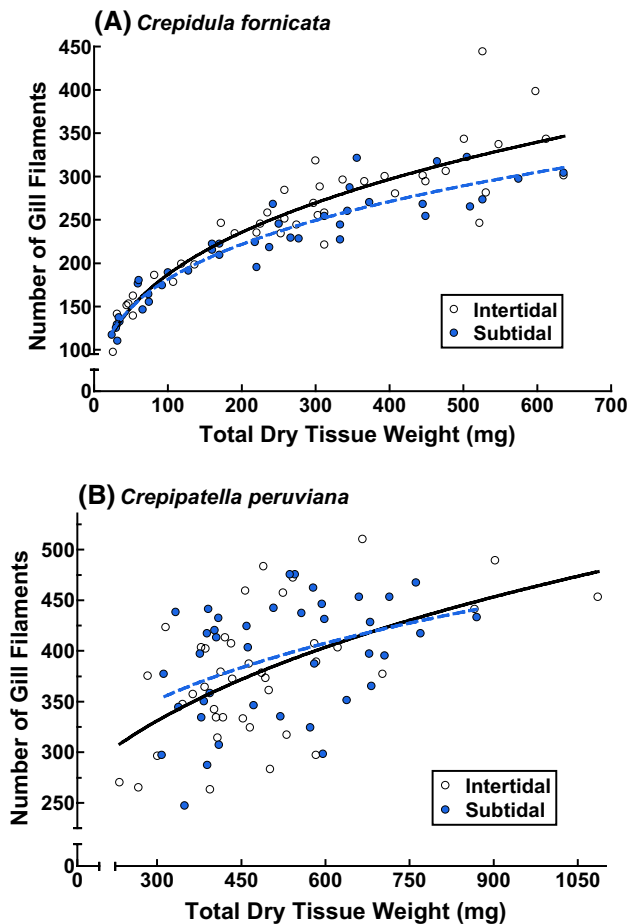 (A) Crepidula fornicata
450
400
350
300
250
200
150
100
0
Number of Gill Filaments
Intertidal
Subtidal
0 100 200 300 400 500 600 700
Total Dry Tissue Weight (mg)
(B) Crepipatella peruviana
500
450
400
350
300
250
0
Number of Gill Filaments
Intertidal
Subtidal
0 300 450 600 750 900 1050
Total Dry Tissue Weight (mg)